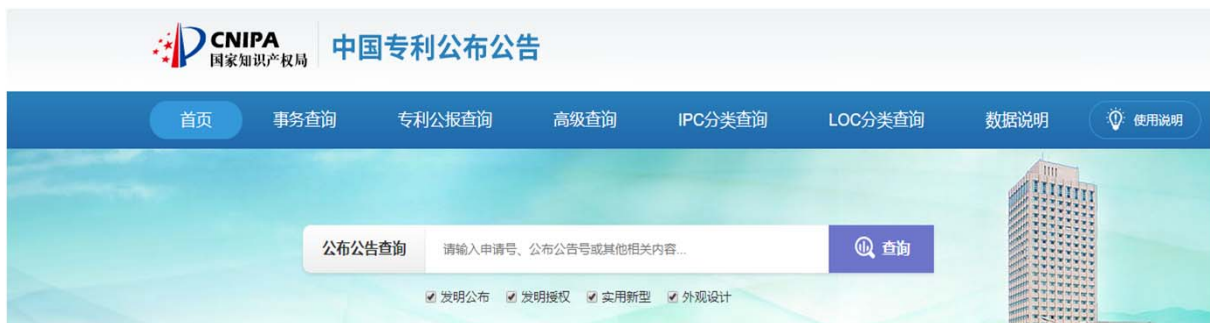 CNIPA
国家知识产权局
中国专利公布公告
首页 事务查询 专利公报查询 高级查询 IPC分类查询 LOC分类查询 数据说明 使用说明
公布公告查询 请输入申请号、公布公告号或其他相关内容... 查询
发明公布 发明授权 实用新型 外观设计